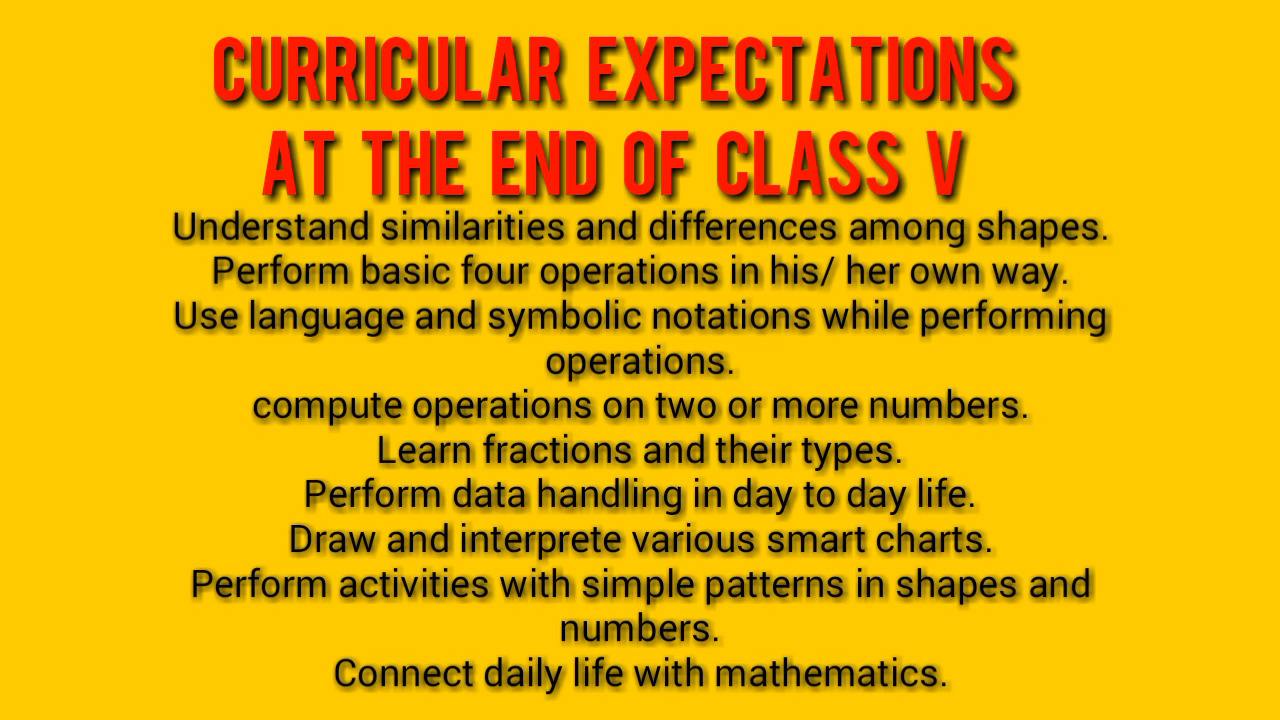 CURRICULAR EXPECTATIONS
AT THE END OF CLASS V
Understand similarities and differences among shapes.
Perform basic four operations in his/ her own way.
Use language and symbolic notations while performing
operations.
compute operations on two or more numbers.
Learn fractions and their types.
Perform data handling in day to day life.
Draw and interprete various smart charts.
Perform activities with simple patterns in shapes and
numbers.
Connect daily life with mathematics.